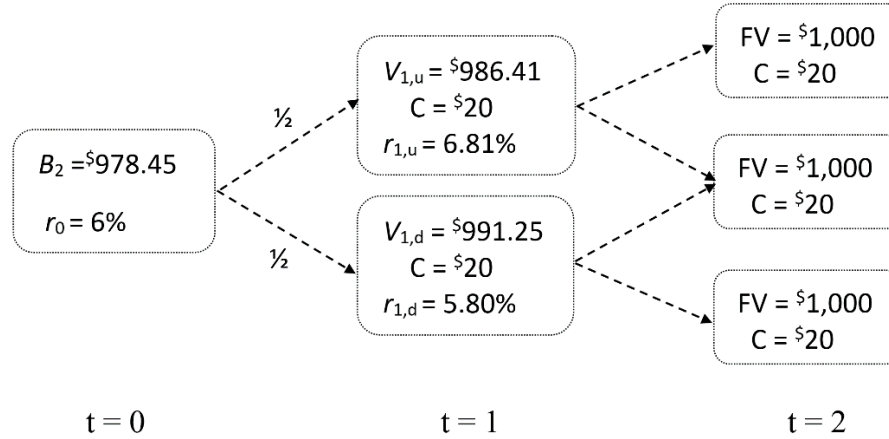 B₂ =$978.45
r₀ = 6%
½
½
V₁,ᵤ = $986.41
C = $20
r₁,ᵤ = 6.81%
V₁,d = $991.25
C = $20
r₁,d = 5.80%
FV = $1,000
C = $20
FV = $1,000
C = $20
FV = $1,000
C = $20
t = 0
t = 1
t = 2